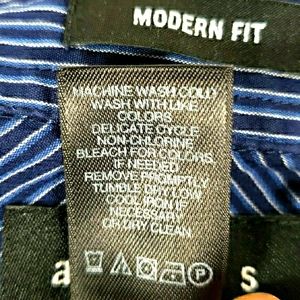 MODERN FIT
MACHINE WASH COLD
WASH WITH LIKE
COLORS
DELICATE CYCLE
NON-CHLORINE
BLEACH FOR COLORS,
IF NEEDED
REMOVE PROMPTLY
TUMBLE DRY LOW
COOL IRON IF
NECESSARY
OR DRY CLEAN
a s